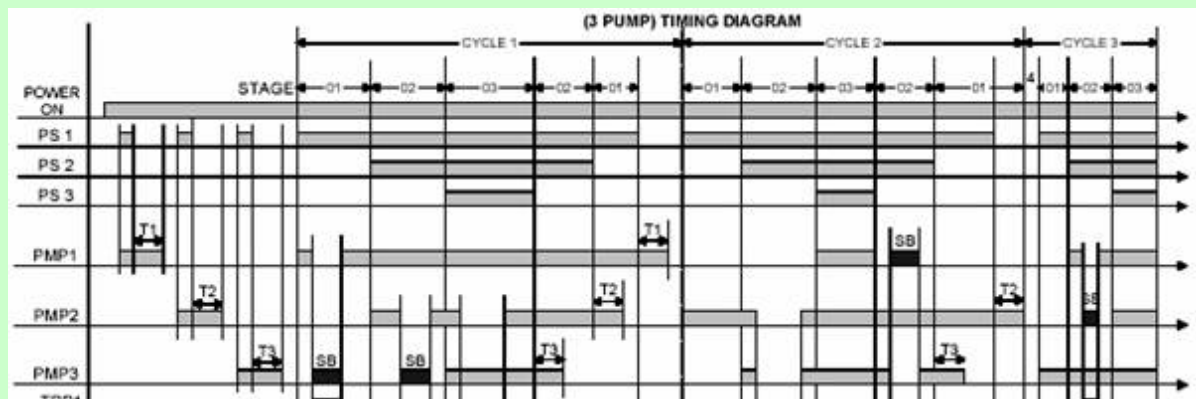 (3 PUMP) TIMING DIAGRAM
CYCLE 1 CYCLE 2 CYCLE 3
STAGE 01 02 03 02 01 01 02 03 02 01 4 01 02 03
POWER
ON
PS 1
PS 2
PS 3
T1 T1 SB
PMP1
T2 T2 T2 SB
PMP2
T3 SB SB T3 T3
PMP3